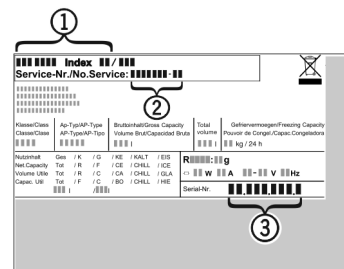 1
Index /
Service-Nr./No.Service: -
2
Klasse/Class Ap-Typ/AP-Type Bruttoinhalt/Gross Capacity Total Gefriervermoegen/Freezing Capacity
Classe/Clase AP-Type/AP-Tipo Volume Brut/Capacidad Bruta volume Pouvoir de Congel./Capac.Congeladora
l l kg / 24 h
Nutzinhalt Ges / K / G / KE / KALT / EIS
Net.Capacity Tot / R / F / CE / CHILL / ICE
Volume Utile Tot / R / C / CA / CHILL / GLA
Capac. Util Tot / F / C / BO / CHILL / HIE
l / l
R : g
W A - V Hz
Serial-Nr. . . .
3